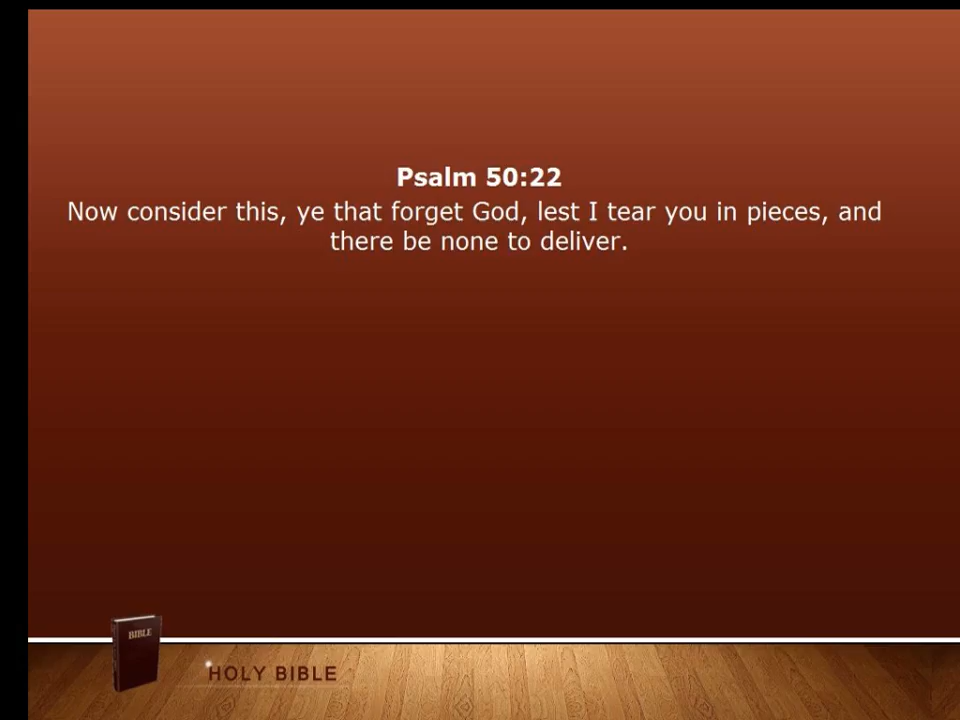 Psalm 50:22
Now consider this, ye that forget God, lest I tear you in pieces, and
there be none to deliver.
BIBLE
HOLY BIBLE